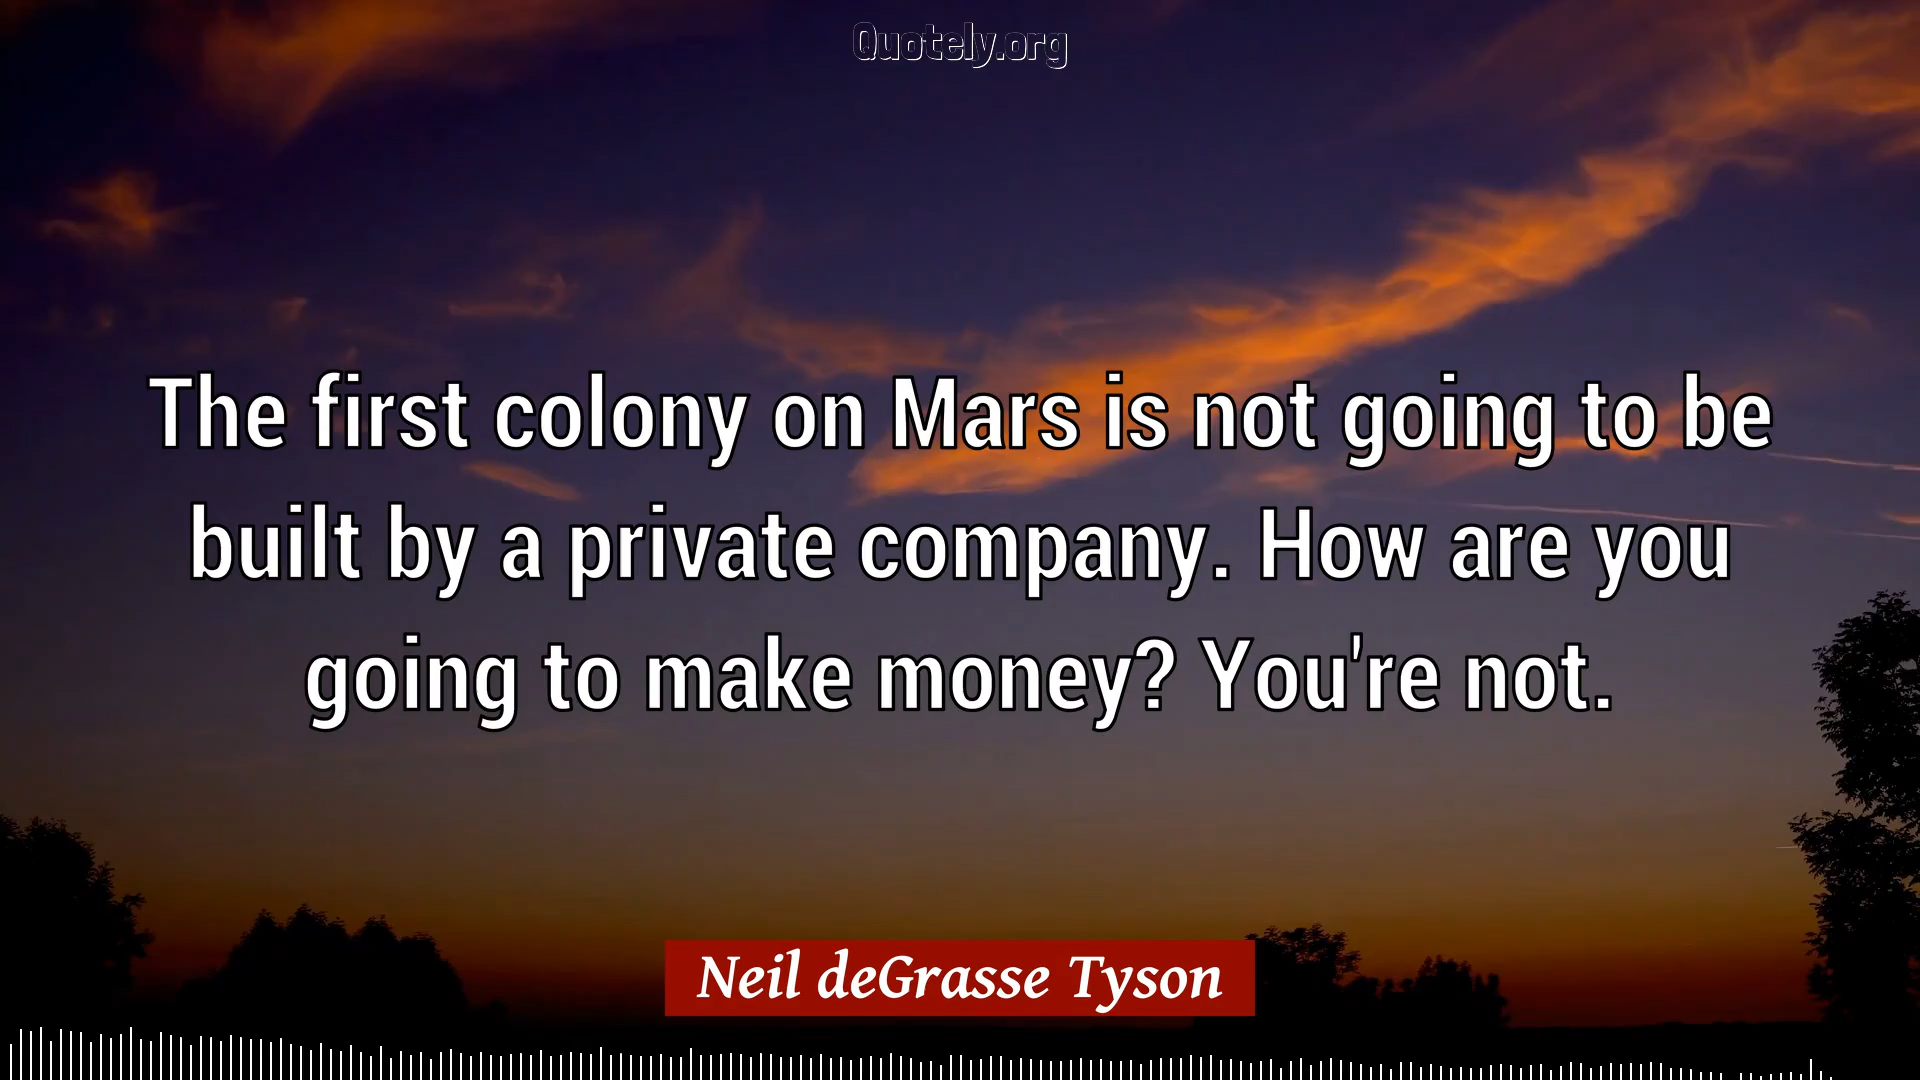 Quotely.org
The first colony on Mars is not going to be
built by a private company. How are you
going to make money? You're not.
Neil deGrasse Tyson